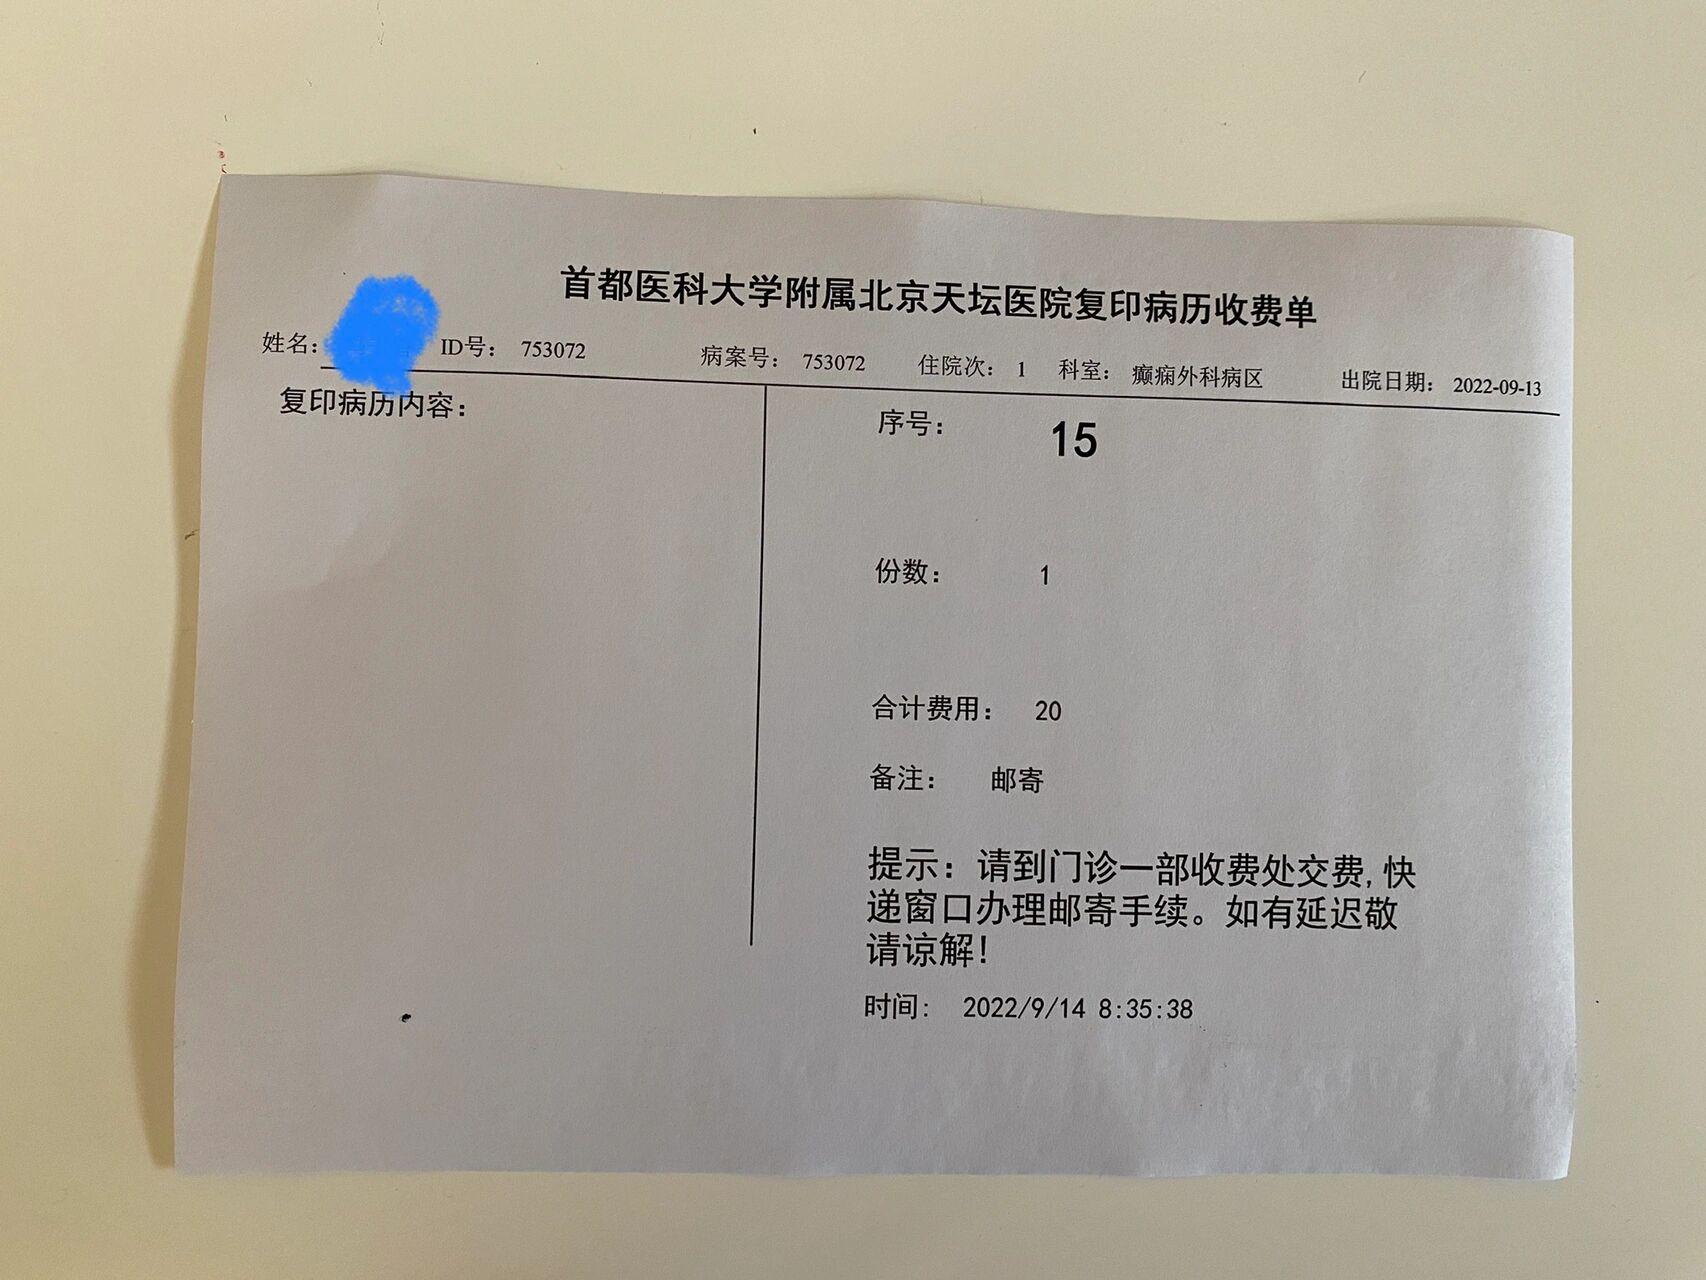 首都医科大学附属北京天坛医院复印病历收费单
姓名: ID号: 753072 病案号: 753072 住院次: 1 科室: 癫痫外科病区 出院日期: 2022-09-13
复印病历内容:
序号: 15
份数: 1
合计费用: 20
备注: 邮寄
提示: 请到门诊一部收费处交费,快
递窗口办理邮寄手续。如有延迟敬
请谅解!
时间: 2022/9/14 8:35:38